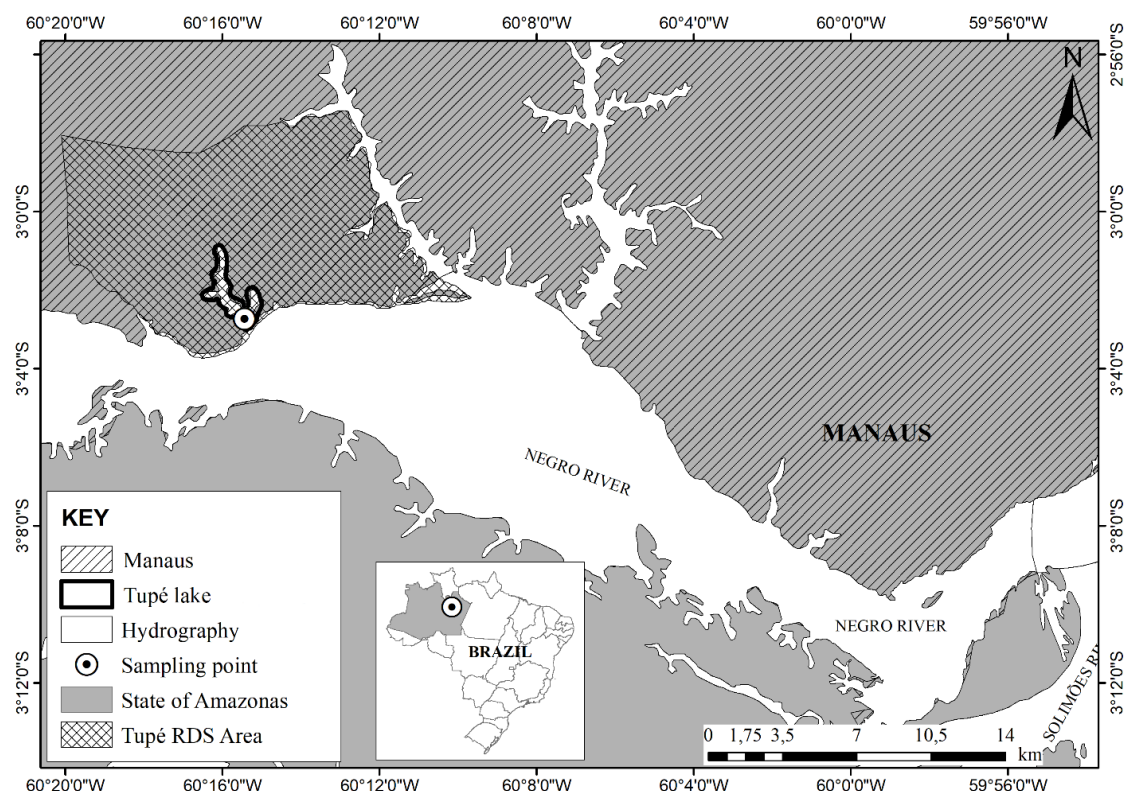 60°20'0"W 60°16'0"W 60°12'0"W 60°8'0"W 60°4'0"W 60°0'0"W 59°56'0"W
N
2°56'0"S 2°56'0"S
3°0'0"S 3°0'0"S
3°4'0"S 3°4'0"S
MANAUS
NEGRO RIVER
3°8'0"S 3°8'0"S
KEY
Manaus
Tupé lake
Hydrography
Sampling point
State of Amazonas
Tupé RDS Area
BRAZIL
NEGRO RIVER
SOLIMÕES RI
3°12'0"S 3°12'0"S
0 1,75 3,5 7 10,5 14
km
60°20'0"W 60°16'0"W 60°12'0"W 60°8'0"W 60°4'0"W 60°0'0"W 59°56'0"W